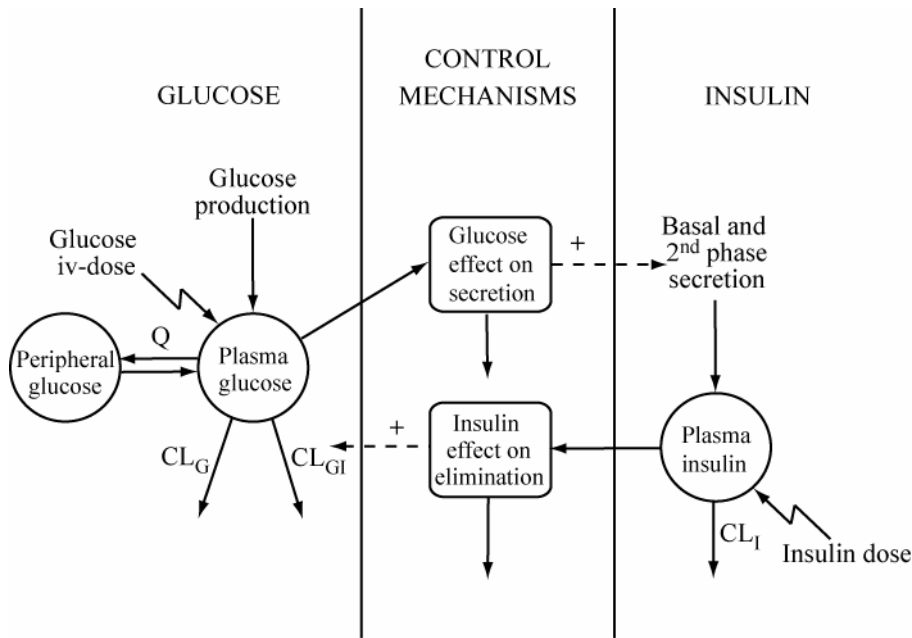 GLUCOSE
CONTROL
MECHANISMS
INSULIN
Glucose
production
Glucose
iv-dose
Q
Peripheral
glucose
Plasma
glucose
CL_G
CL_GI
Glucose
effect on
secretion
+
Insulin
effect on
elimination
+
Basal and
2nd phase
secretion
Plasma
insulin
CL_I
Insulin dose